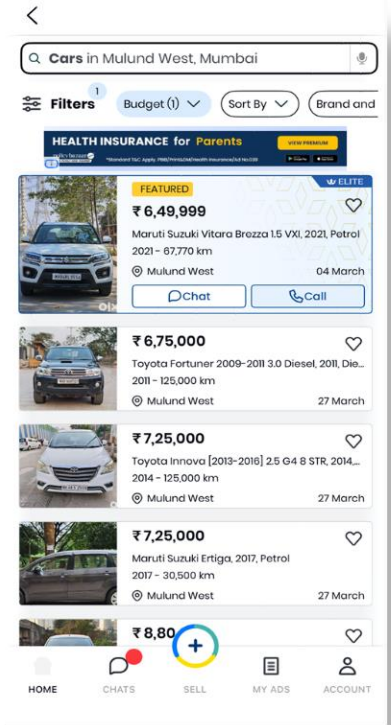 Cars in Mulund West, Mumbai
Filters 1
Budget (1)
Sort By
Brand and
HEALTH INSURANCE for Parents
VIEW PREMIUM
FEATURED
ELITE
₹ 6,49,999
Maruti Suzuki Vitara Brezza 1.5 VXI, 2021, Petrol
2021 - 67,770 km
Mulund West
04 March
Chat
Call
₹ 6,75,000
Toyota Fortuner 2009-2011 3.0 Diesel, 2011, Die...
2011 - 125,000 km
Mulund West
27 March
₹ 7,25,000
Toyota Innova [2013-2016] 2.5 G4 8 STR, 2014,...
2014 - 125,000 km
Mulund West
27 March
₹ 7,25,000
Maruti Suzuki Ertiga, 2017, Petrol
2017 - 30,500 km
Mulund West
27 March
₹ 8,80
HOME
CHATS
SELL
MY ADS
ACCOUNT